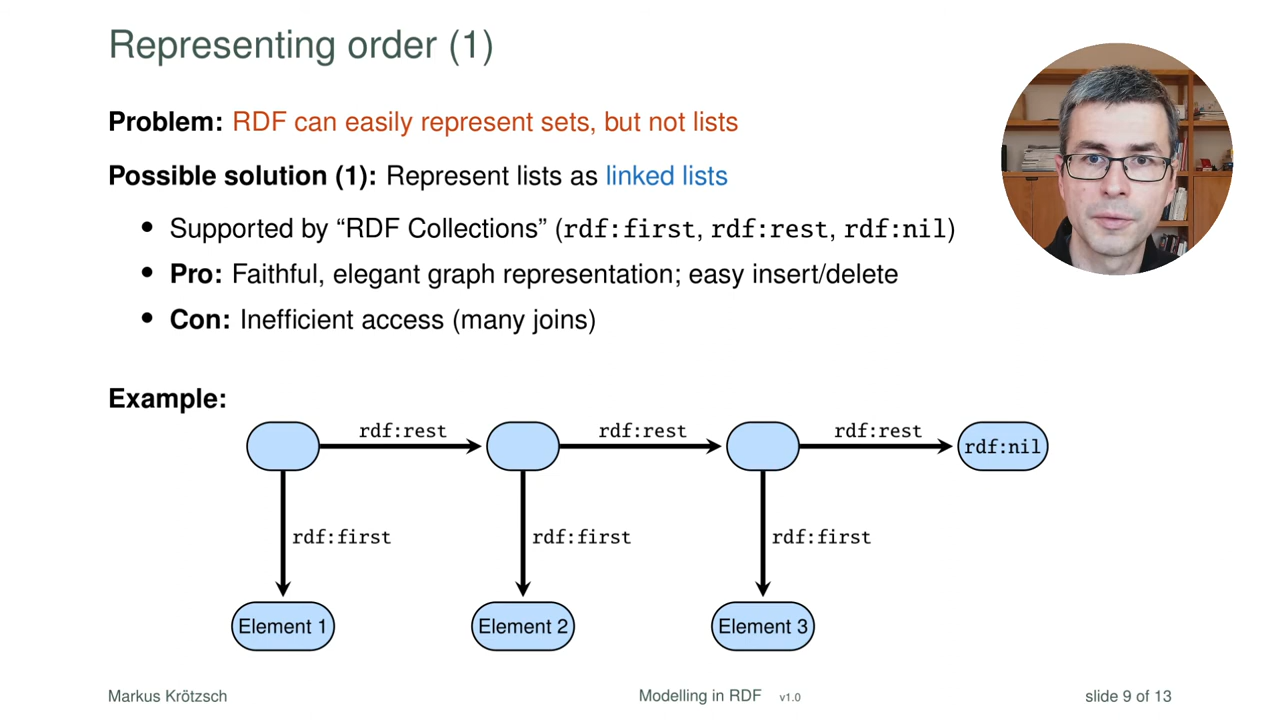 Representing order (1)
Problem: RDF can easily represent sets, but not lists
Possible solution (1): Represent lists as linked lists
• Supported by “RDF Collections” (rdf:first, rdf:rest, rdf:nil)
• Pro: Faithful, elegant graph representation; easy insert/delete
• Con: Inefficient access (many joins)
Example:
rdf:rest rdf:rest rdf:rest
rdf:nil
rdf:first rdf:first rdf:first
Element 1 Element 2 Element 3
Markus Krötzsch Modelling in RDF v1.0 slide 9 of 13